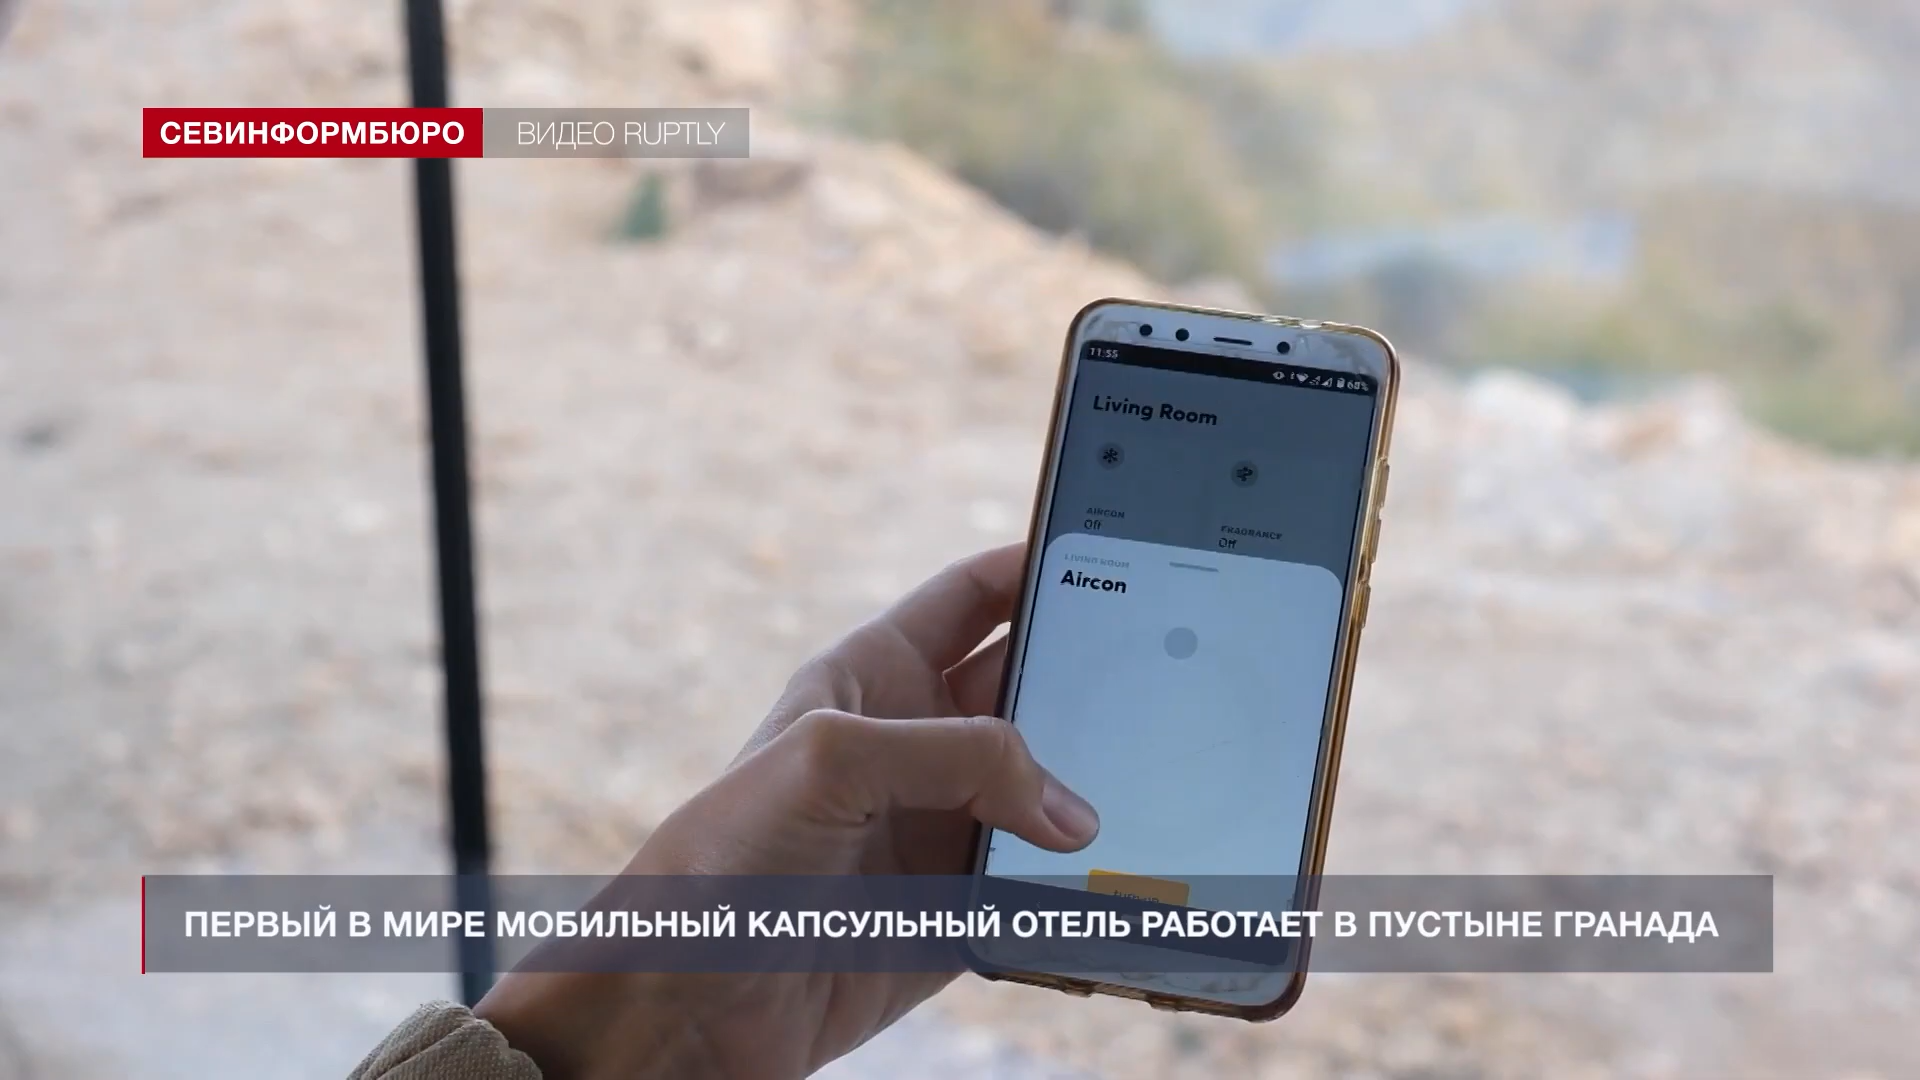 СЕВИНФОРМБЮРО ВИДЕО RUPTLY
11:55 68%
Living Room
AIRCON
Off
FRAGRANCE
Off
LIVING ROOM
Aircon
ПЕРВЫЙ В МИРЕ МОБИЛЬНЫЙ КАПСУЛЬНЫЙ ОТЕЛЬ РАБОТАЕТ В ПУСТЫНЕ ГРАНАДА